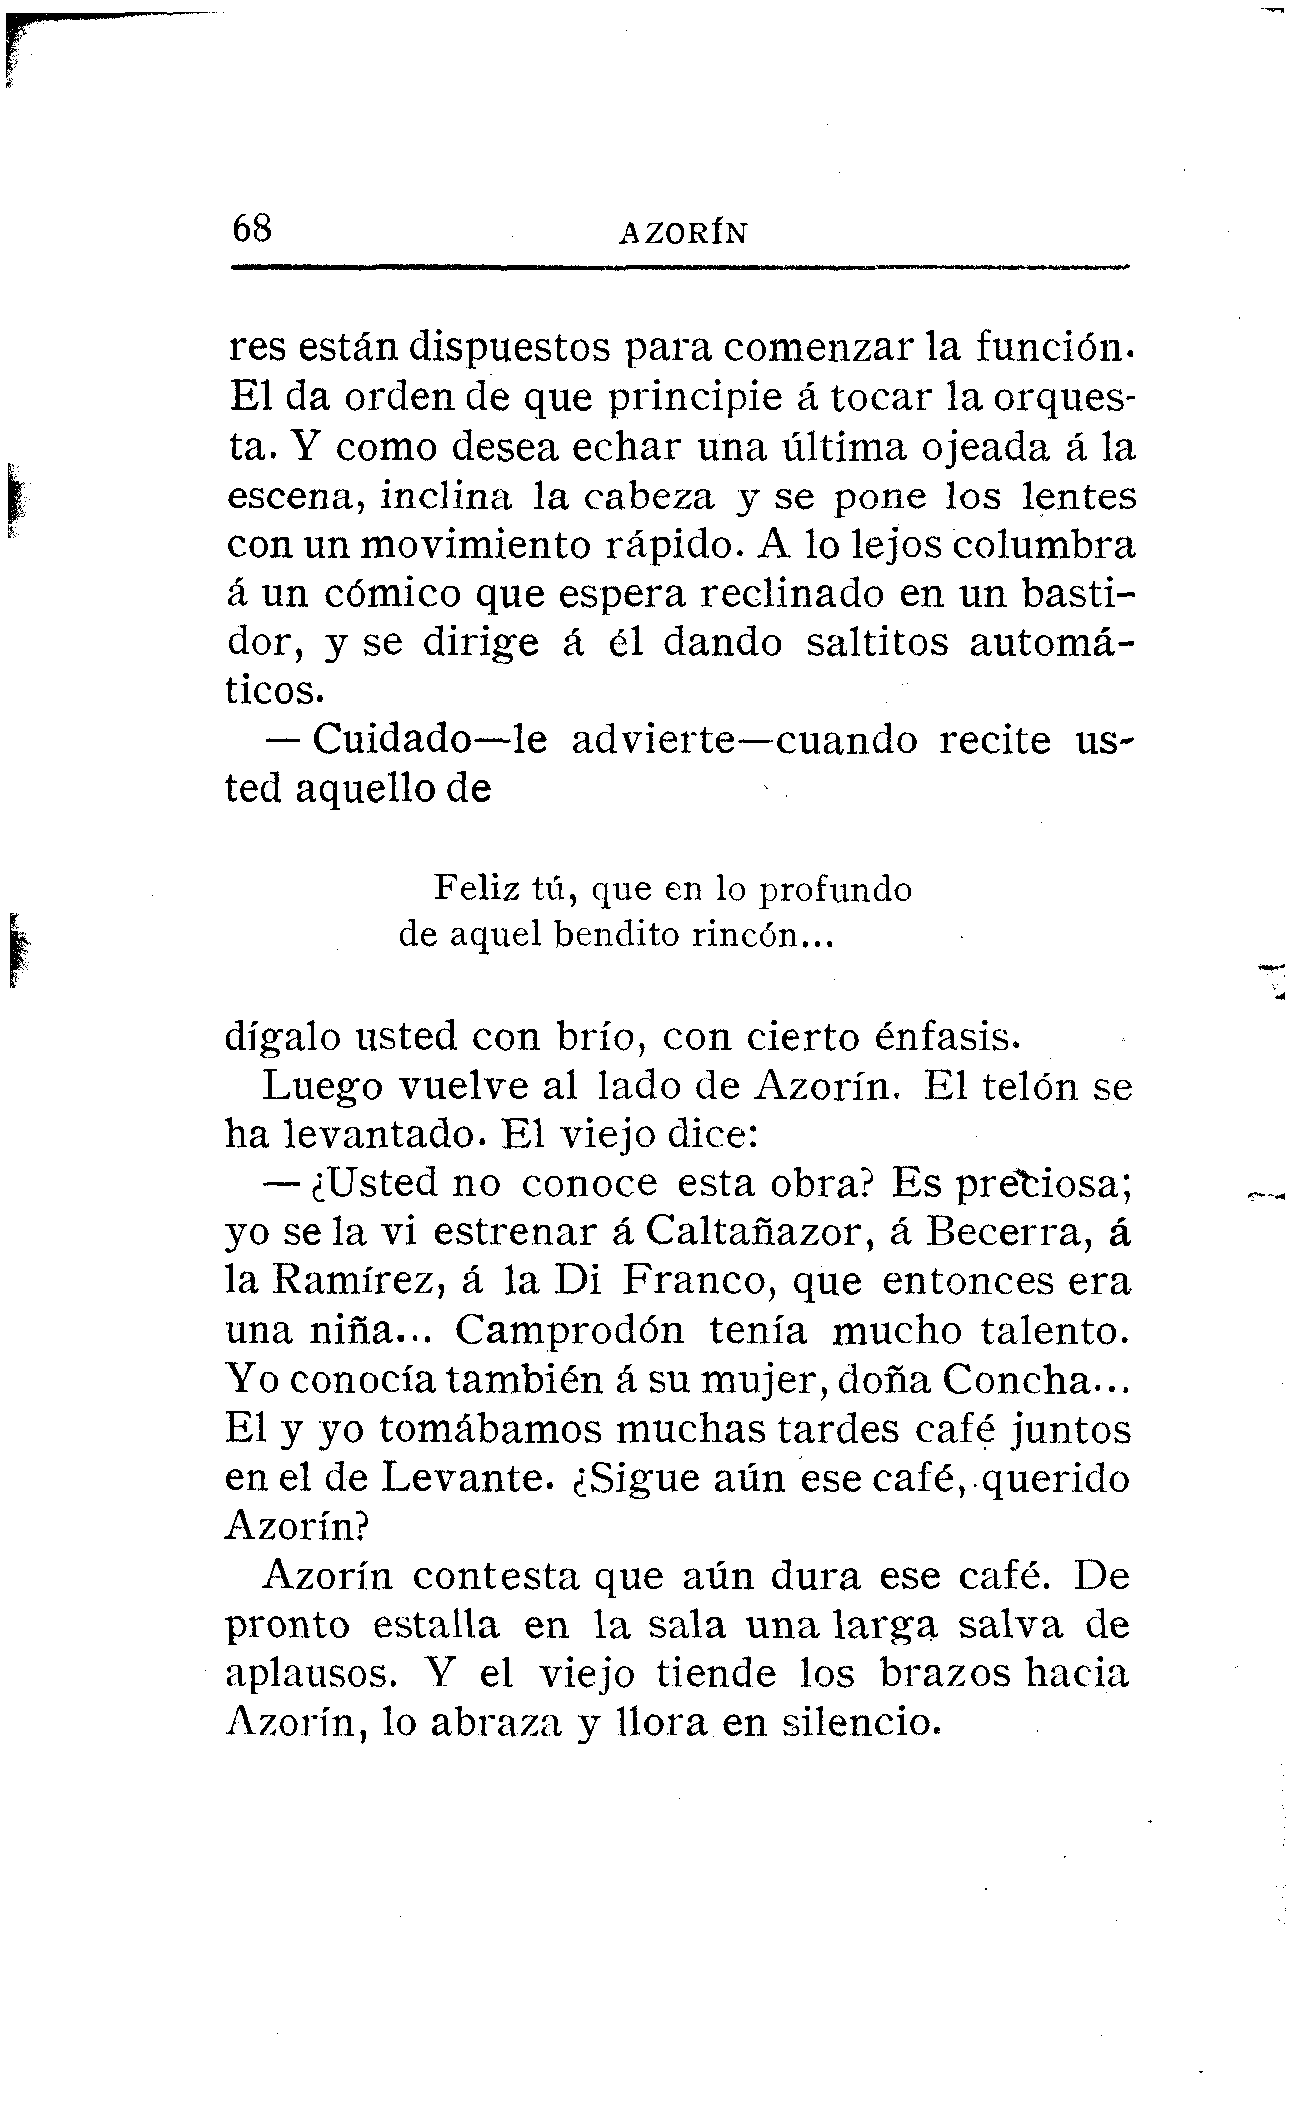 68 AZORÍN
res están dispuestos para comenzar la función.
El da orden de que principie á tocar la orques-
ta. Y como desea echar una última ojeada á la
escena, inclina la cabeza y se pone los lentes
con un movimiento rápido. A lo lejos columbra
á un cómico que espera reclinado en un basti-
dor, y se dirige á él dando saltitos automá-
ticos.
— Cuidado—le advierte—cuando recite us-
ted aquello de
Feliz tú, que en lo profundo
de aquel bendito rincón...
dígalo usted con brío, con cierto énfasis.
Luego vuelve al lado de Azorín. El telón se
ha levantado. El viejo dice:
— ¿Usted no conoce esta obra? Es preciosa;
yo se la vi estrenar á Caltañazor, á Becerra, á
la Ramírez, á la Di Franco, que entonces era
una niña... Camprodón tenía mucho talento.
Yo conocía también á su mujer, doña Concha...
El y yo tomábamos muchas tardes café juntos
en el de Levante. ¿Sigue aún ese café, querido
Azorín?
Azorín contesta que aún dura ese café. De
pronto estalla en la sala una larga salva de
aplausos. Y el viejo tiende los brazos hacia
Azorín, lo abraza y llora en silencio.